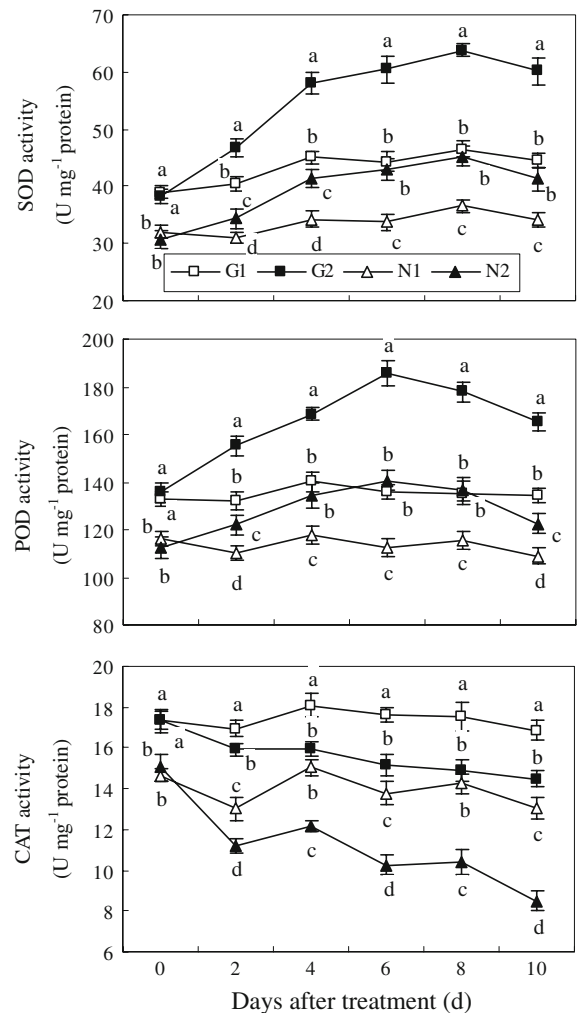 70
60
50
40
30
20
SOD activity
(U mg-1 protein)
a
a
a
a
a
a
b
b
b
b
a
b
c
c
b
b
b
b
b
b
d
d
c
c
c
G1 G2 N1 N2
200
180
160
140
120
100
80
POD activity
(U mg-1 protein)
a
a
a
a
a
a
b
b
b
b
b
a
b
c
b
b
b
c
b
d
c
c
c
d
18
16
14
12
10
8
6
CAT activity
(U mg-1 protein)
a
a
a
a
a
a
b
a
b
b
b
b
b
c
b
b
b
c
d
c
d
c
c
d
0 2 4 6 8 10
Days after treatment (d)